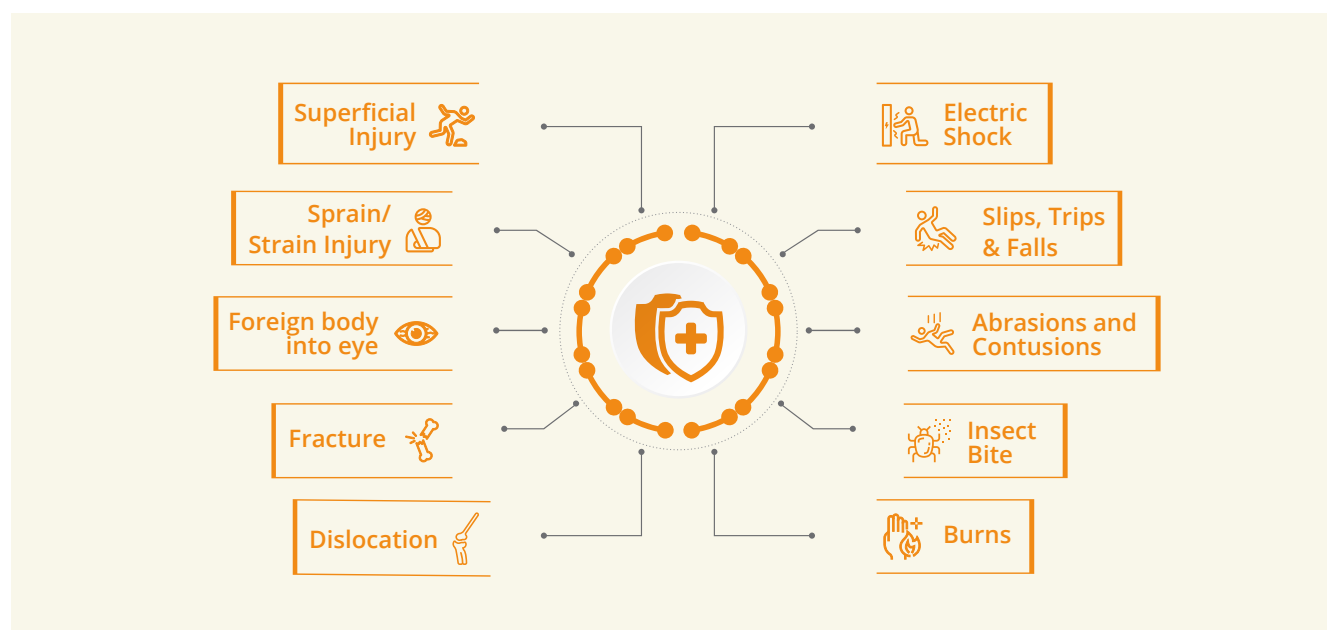 Superficial
Injury
Sprain/
Strain Injury
Foreign body
into eye
Fracture
Dislocation
Electric
Shock
Slips, Trips
& Falls
Abrasions and
Contusions
Insect
Bite
Burns